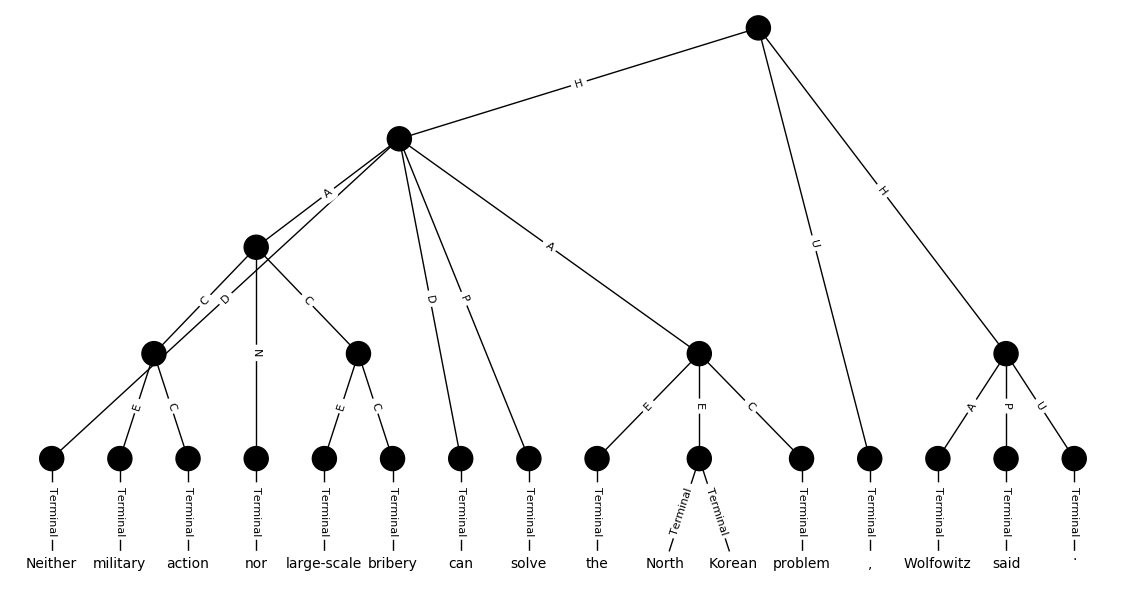 H
A
H
A
U
C
D
C
D
P
N
E
C
E
C
E
E
C
A
P
U
Terminal Terminal Terminal Terminal Terminal Terminal Terminal Terminal Terminal Terminal Terminal Terminal Terminal Terminal Terminal Terminal
Neither military action nor large-scale bribery can solve the North Korean problem , Wolfowitz said .